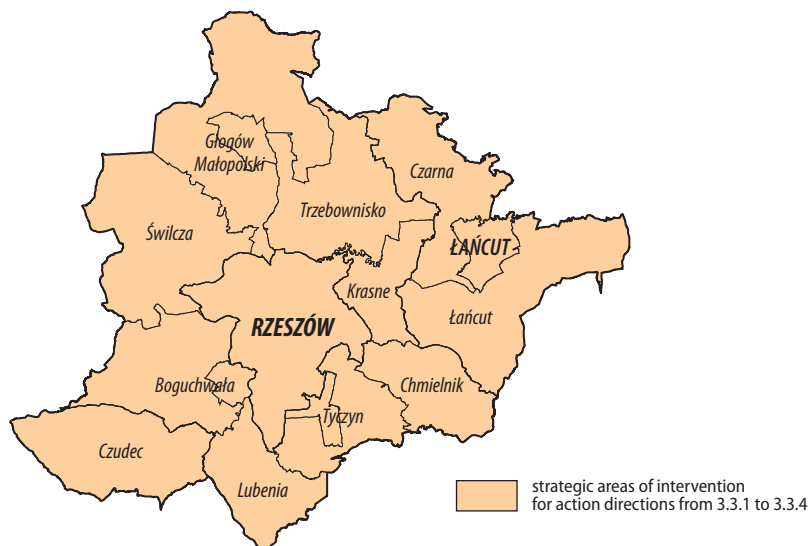 Głogów
Małopolski
Czarna
Trzebownisko
Świlcza
ŁAŃCUT
Krasne
RZESZÓW
Łańcut
Boguchwała
Chmielnik
Tyczyn
Czudec
Lubenia
strategic areas of intervention
for action directions from 3.3.1 to 3.3.4